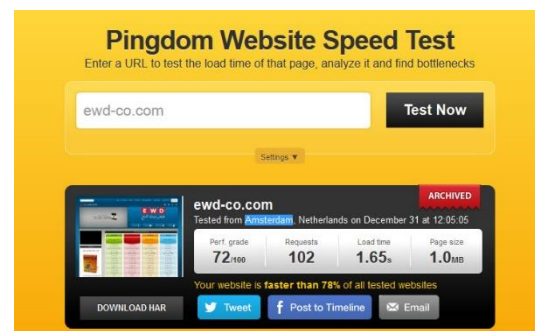 Pingdom Website Speed Test
Enter a URL to test the load time of that page, analyze it and find bottlenecks
ewd-co.com
Test Now
Settings ▼
ARCHIVED
ewd-co.com
Tested from Amsterdam, Netherlands on December 31 at 12:05:05
Perf. grade Requests Load time Page size
72/100 102 1.65s 1.0MB
Your website is faster than 78% of all tested websites
DOWNLOAD HAR Tweet Post to Timeline Email
EWD